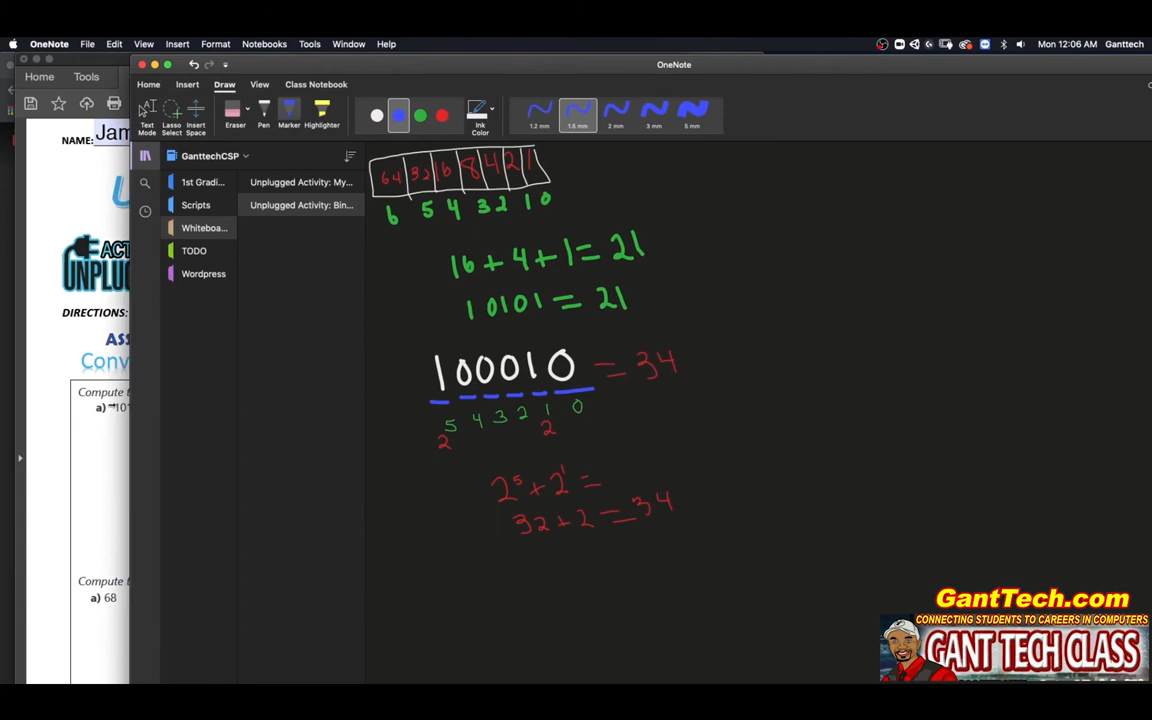 OneNote File Edit View Insert Format Notebooks Tools Window Help
Mon 12:06 AM Ganttech
OneNote
Home Tools
Home Insert Draw View Class Notebook
Text Mode
Lasso Select
Insert Space
Eraser
Pen
Marker
Highlighter
Ink Color
1.2 mm
1.6 mm
2 mm
3 mm
5 mm
NAME: Jam
GanttechCSP
1st Gradi...
Scripts
Whiteboa...
TODO
Wordpress
Unplugged Activity: My...
Unplugged Activity: Bin...
64 32 16 8 4 2 1
6 5 4 3 2 1 0
16 + 4 + 1 = 21
10101 = 21
100010 = 34
5 4 3 2 1 0
2 2
2⁵ + 2¹ =
32 + 2 = 34
U
ACT
UNPLUG
DIRECTIONS:
ASS
Conv
Compute t
a)
Compute t
a) 68
GantTech.com
CONNECTING STUDENTS TO CAREERS IN COMPUTERS
GANT TECH CLASS